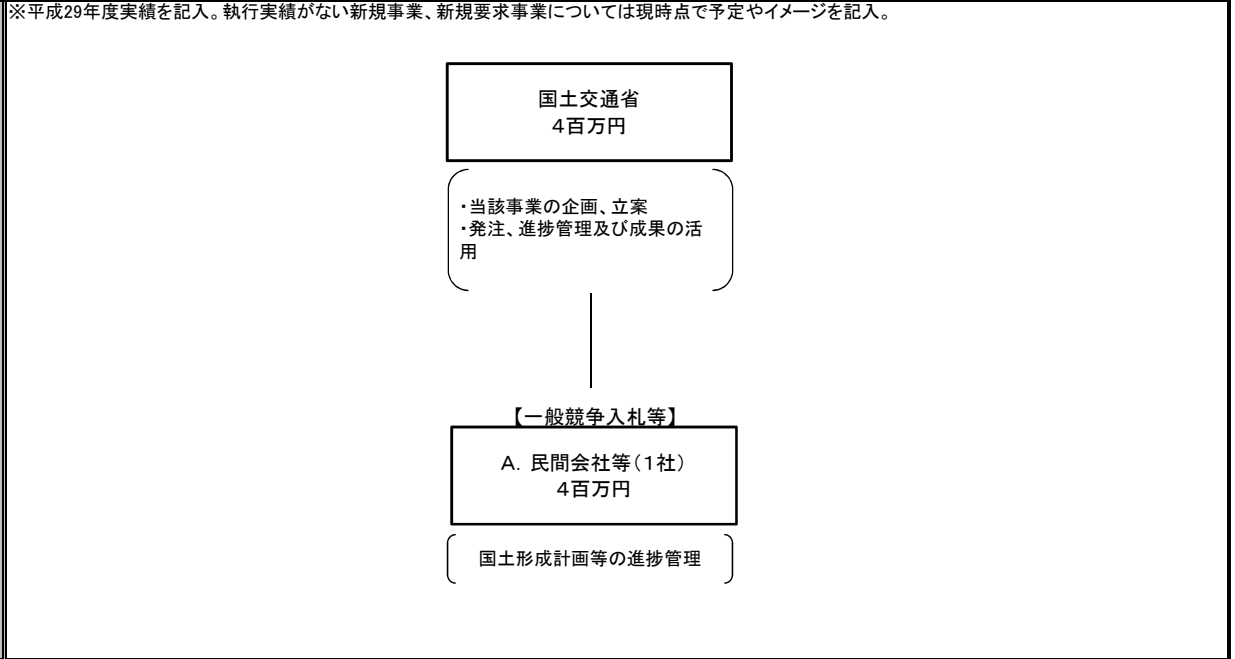 ※平成29年度実績を記入。執行実績がない新規事業、新規要求事業については現時点で予定やイメージを記入。
国土交通省
4百万円
・当該事業の企画、立案
・発注、進捗管理及び成果の活
用
【一般競争入札等】
A. 民間会社等（1社）
4百万円
国土形成計画等の進捗管理